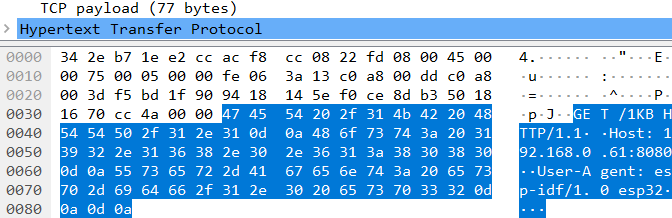 TCP payload (77 bytes)
Hypertext Transfer Protocol
0000 34 2e b7 1e e2 cc ac f8 cc 08 22 fd 08 00 45 00 4.·······"···E·
0010 00 75 00 05 00 00 fe 06 3a 13 c0 a8 00 dd c0 a8 ·u······:·······
0020 00 3d f5 bd 1f 90 94 18 14 5e f0 ce 8d b3 50 18 ·=·······^····P·
0030 16 70 cc 4a 00 00 47 45 54 20 2f 31 4b 42 20 48 ·p·J··GET /1KB H
0040 54 54 50 2f 31 2e 31 0d 0a 48 6f 73 74 3a 20 31 TTP/1.1··Host: 1
0050 39 32 2e 31 36 38 2e 30 2e 36 31 3a 38 30 38 30 92.168.0.61:8080
0060 0d 0a 55 73 65 72 2d 41 67 65 6e 74 3a 20 65 73 ··User-Agent: es
0070 70 2d 69 64 66 2f 31 2e 30 20 65 73 70 33 32 0d p-idf/1.0 esp32·
0080 0a 0d 0a ···